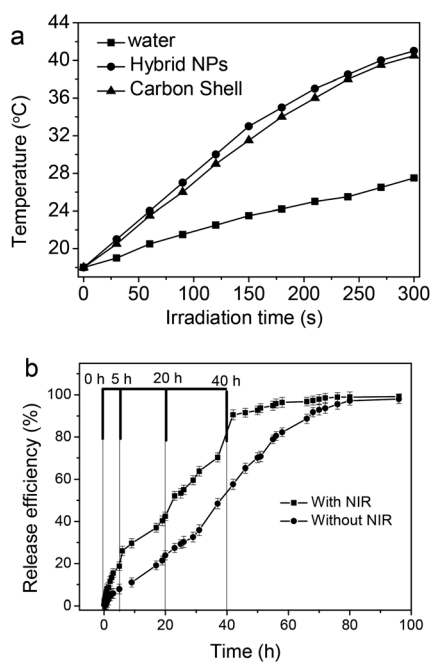 a
water
Hybrid NPs
Carbon Shell
44
40
36
32
28
24
20
Temperature (°C)
0 50 100 150 200 250 300
Irradiation time (s)
b
0 h 5 h 20 h 40 h
100
80
60
40
20
0
Release efficiency (%)
With NIR
Without NIR
0 20 40 60 80 100
Time (h)